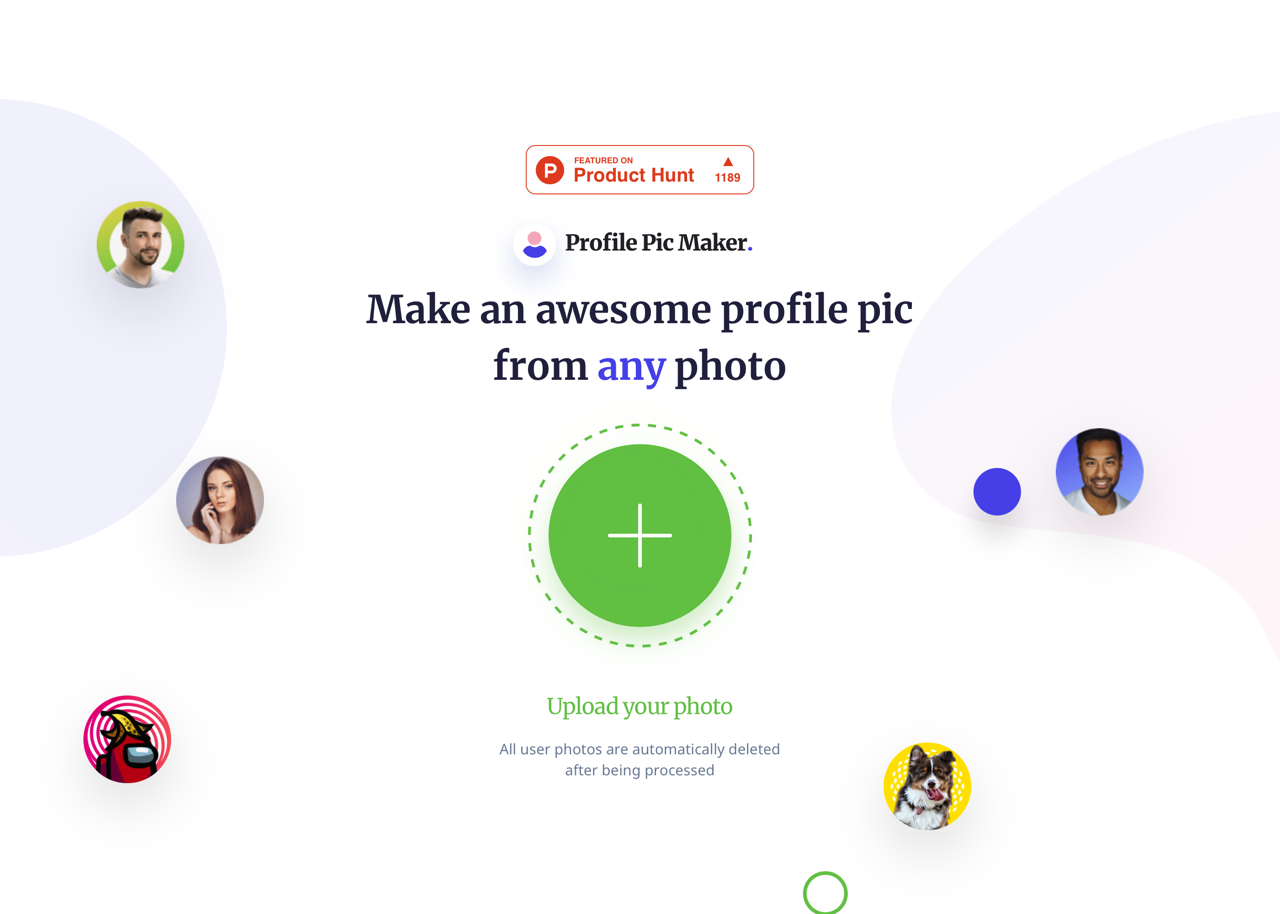 FEATURED ON
Product Hunt
1189
Profile Pic Maker.
Make an awesome profile pic
from any photo
Upload your photo
All user photos are automatically deleted
after being processed